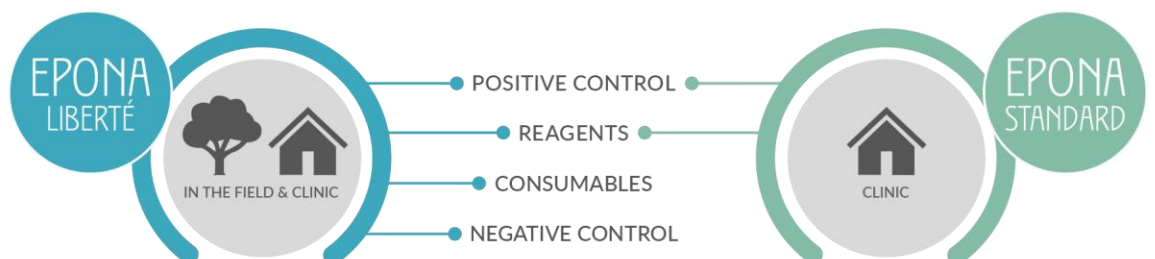 EPONA
LIBERTÉ
IN THE FIELD & CLINIC
POSITIVE CONTROL
REAGENTS
CONSUMABLES
NEGATIVE CONTROL
CLINIC
EPONA
STANDARD